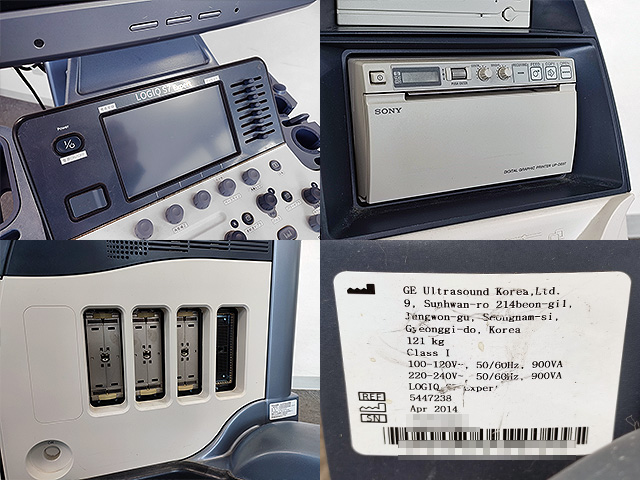 LOGIQ S7
Power
SONY
DIGITAL GRAPHIC PRINTER UP-D897
GE Ultrasound Korea,Ltd.
9, Sunhwan-ro 214beon-gil,
Jungwon-gu, Seongnam-si,
Gyeonggi-do, Korea
121 kg
Class I
100-120V~, 50/60Hz, 900VA
220-240V~, 50/60Hz, 900VA
LOGIQ S7 Expert
REF 5447238
Apr 2014
SN